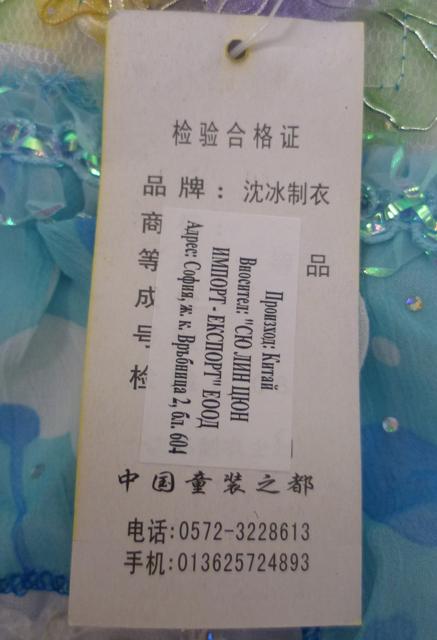 检验合格证
品牌：沈冰制衣
商
等 品
成
号
检
Произход: Китай
Вносител: "СЮ ЛИН ЦЮН
ИМПОРТ - ЕКСПОРТ" ЕООД
Адрес: София, ж. к. Връбница 2, бл. 604
中国童装之都
电话:0572-3228613
手机:013625724893